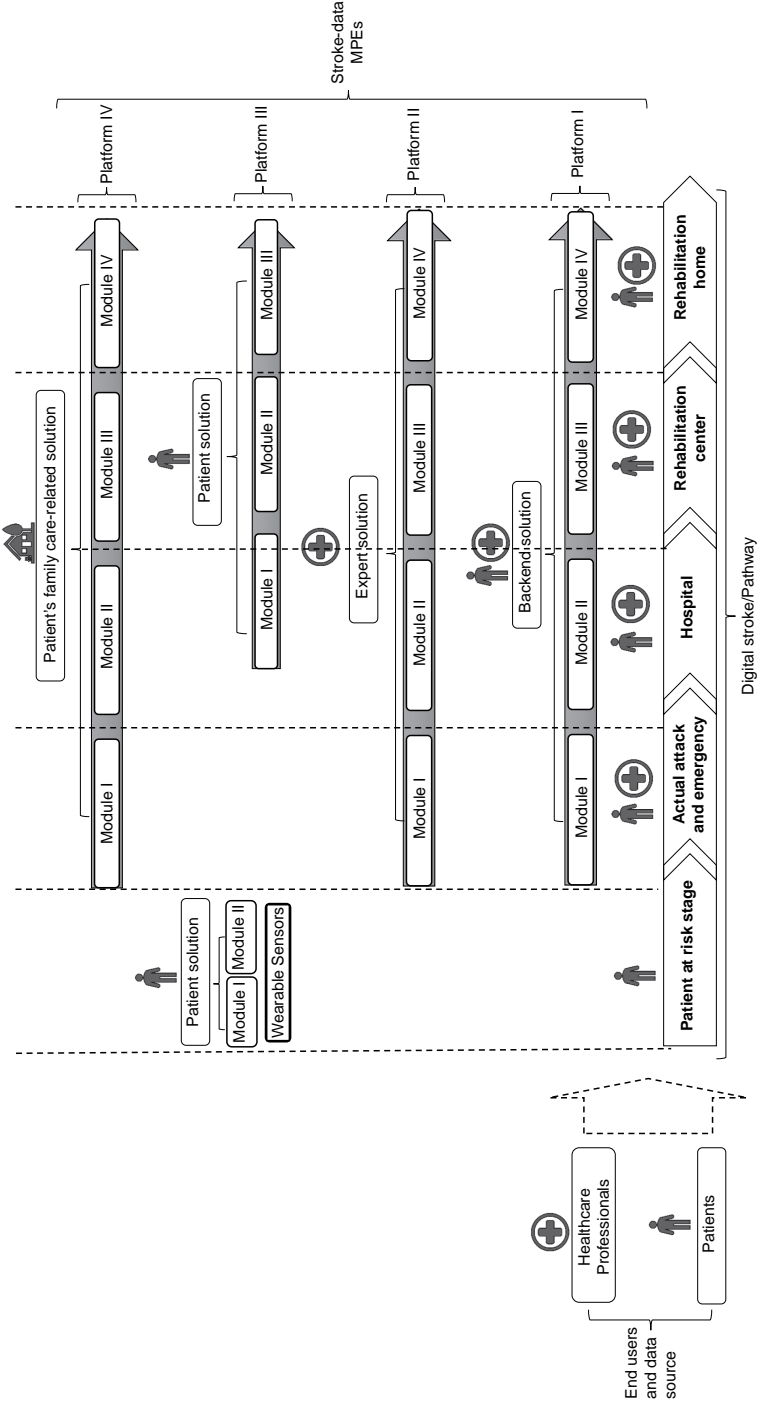 Stroke-data
MPEs
Patient's family care-related solution
Module I
Module II
Module III
Module IV
Platform IV
Patient solution
Module I
Module II
Wearable Sensors
Patient solution
Module I
Module II
Module III
Platform III
Expert solution
Module I
Module II
Module III
Module IV
Platform II
Backend solution
Module I
Module II
Module III
Module IV
Platform I
End users
and data
source
Healthcare
Professionals
Patients
Patient at risk stage
Actual attack
and emergency
Hospital
Rehabilitation
center
Rehabilitation
home
Digital stroke/Pathway